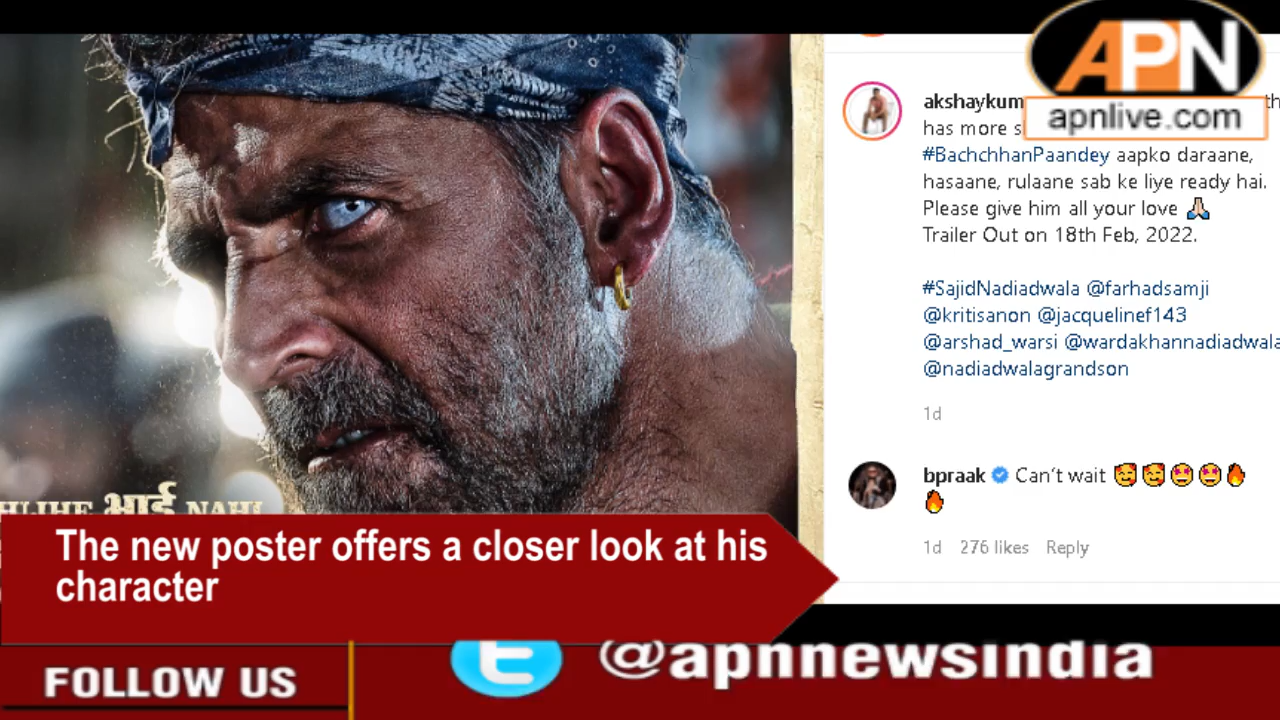 APN
apnlive.com
akshaykum
has more s
#BachchhanPaandey aapko daraane,
hasaane, rulaane sab ke liye ready hai.
Please give him all your love 🙏🏻
Trailer Out on 18th Feb, 2022.
#SajidNadiadwala @farhadsamji
@kritisanon @jacquelinef143
@arshad_warsi @wardakhannadiadwala
@nadiadwalagrandson
1d
bpraak Can't wait 🥰🥰🤩🤩🔥
🔥
1d 276 likes Reply
भाई NAHI
The new poster offers a closer look at his
character
FOLLOW US
@apnnewsindia